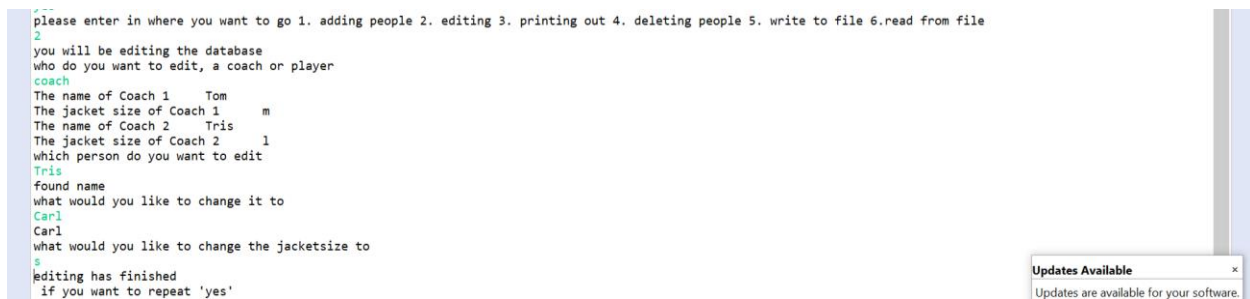 yes
please enter in where you want to go 1. adding people 2. editing 3. printing out 4. deleting people 5. write to file 6.read from file
2
you will be editing the database
who do you want to edit, a coach or player
coach
The name of Coach 1 Tom
The jacket size of Coach 1 m
The name of Coach 2 Tris
The jacket size of Coach 2 l
which person do you want to edit
Tris
found name
what would you like to change it to
Carl
Carl
what would you like to change the jacketsize to
s
editing has finished
if you want to repeat 'yes'
Updates Available ×
Updates are available for your software.